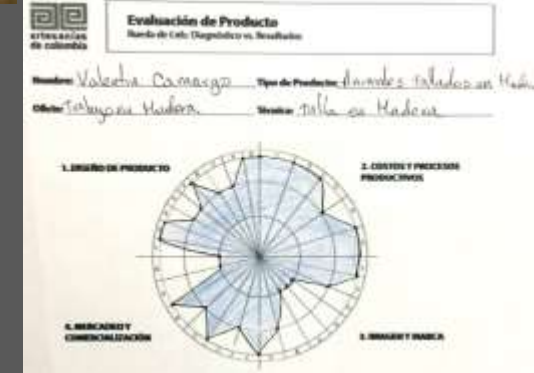 artesanías
de colombia
Evaluación de Producto
Rueda de Calidad: Diagnóstico vs. Resultados
Nombre: Valentin Camargo Tipo de Producto: Animales Tallados en Madera
Oficio: Trabajo en Madera Técnica: Talla en Madera
1. DISEÑO DE PRODUCTO
2. COSTOS Y PROCESOS
PRODUCTIVOS
4. MERCADEO Y
COMERCIALIZACIÓN
3. IMAGEN Y MARCA